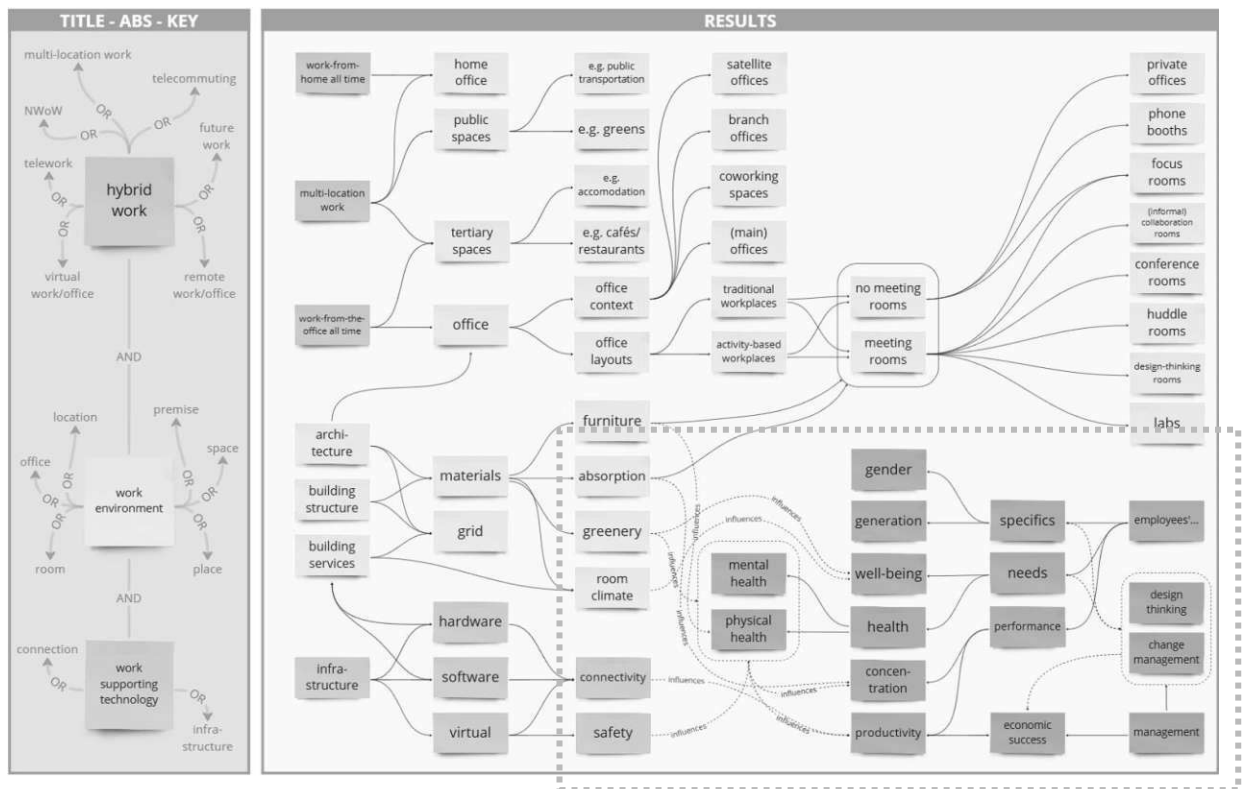 TITLE - ABS - KEY
multi-location work
telecommuting
OR
OR
NWoW
OR
OR
future
work
telework
OR
hybrid
work
OR
OR
OR
virtual
work/office
remote
work/office
AND
location
premise
office
OR
OR
space
OR
OR
work
environment
OR
OR
room
place
AND
connection
OR
work
supporting
technology
OR
infra-
structure
RESULTS
work-from-
home all time
home
office
e.g. public
transportation
satellite
offices
private
offices
public
spaces
e.g. greens
branch
offices
phone
booths
multi-location
work
e.g.
accomodation
coworking
spaces
focus
rooms
tertiary
spaces
e.g. cafés/
restaurants
(main)
offices
(informal)
collaboration
rooms
work-from-the-
office all time
office
office
context
traditional
workplaces
no meeting
rooms
conference
rooms
office
layouts
activity-based
workplaces
meeting
rooms
huddle
rooms
design-thinking
rooms
labs
archi-
tecture
materials
furniture
absorption
building
structure
grid
greenery
building
services
room
climate
influences
influences
influences
influences
mental
health
physical
health
gender
generation
well-being
health
specifics
needs
performance
employees'...
design
thinking
change
management
infra-
structure
hardware
software
virtual
connectivity
safety
influences
influences
influences
influences
concen-
tration
productivity
economic
success
management